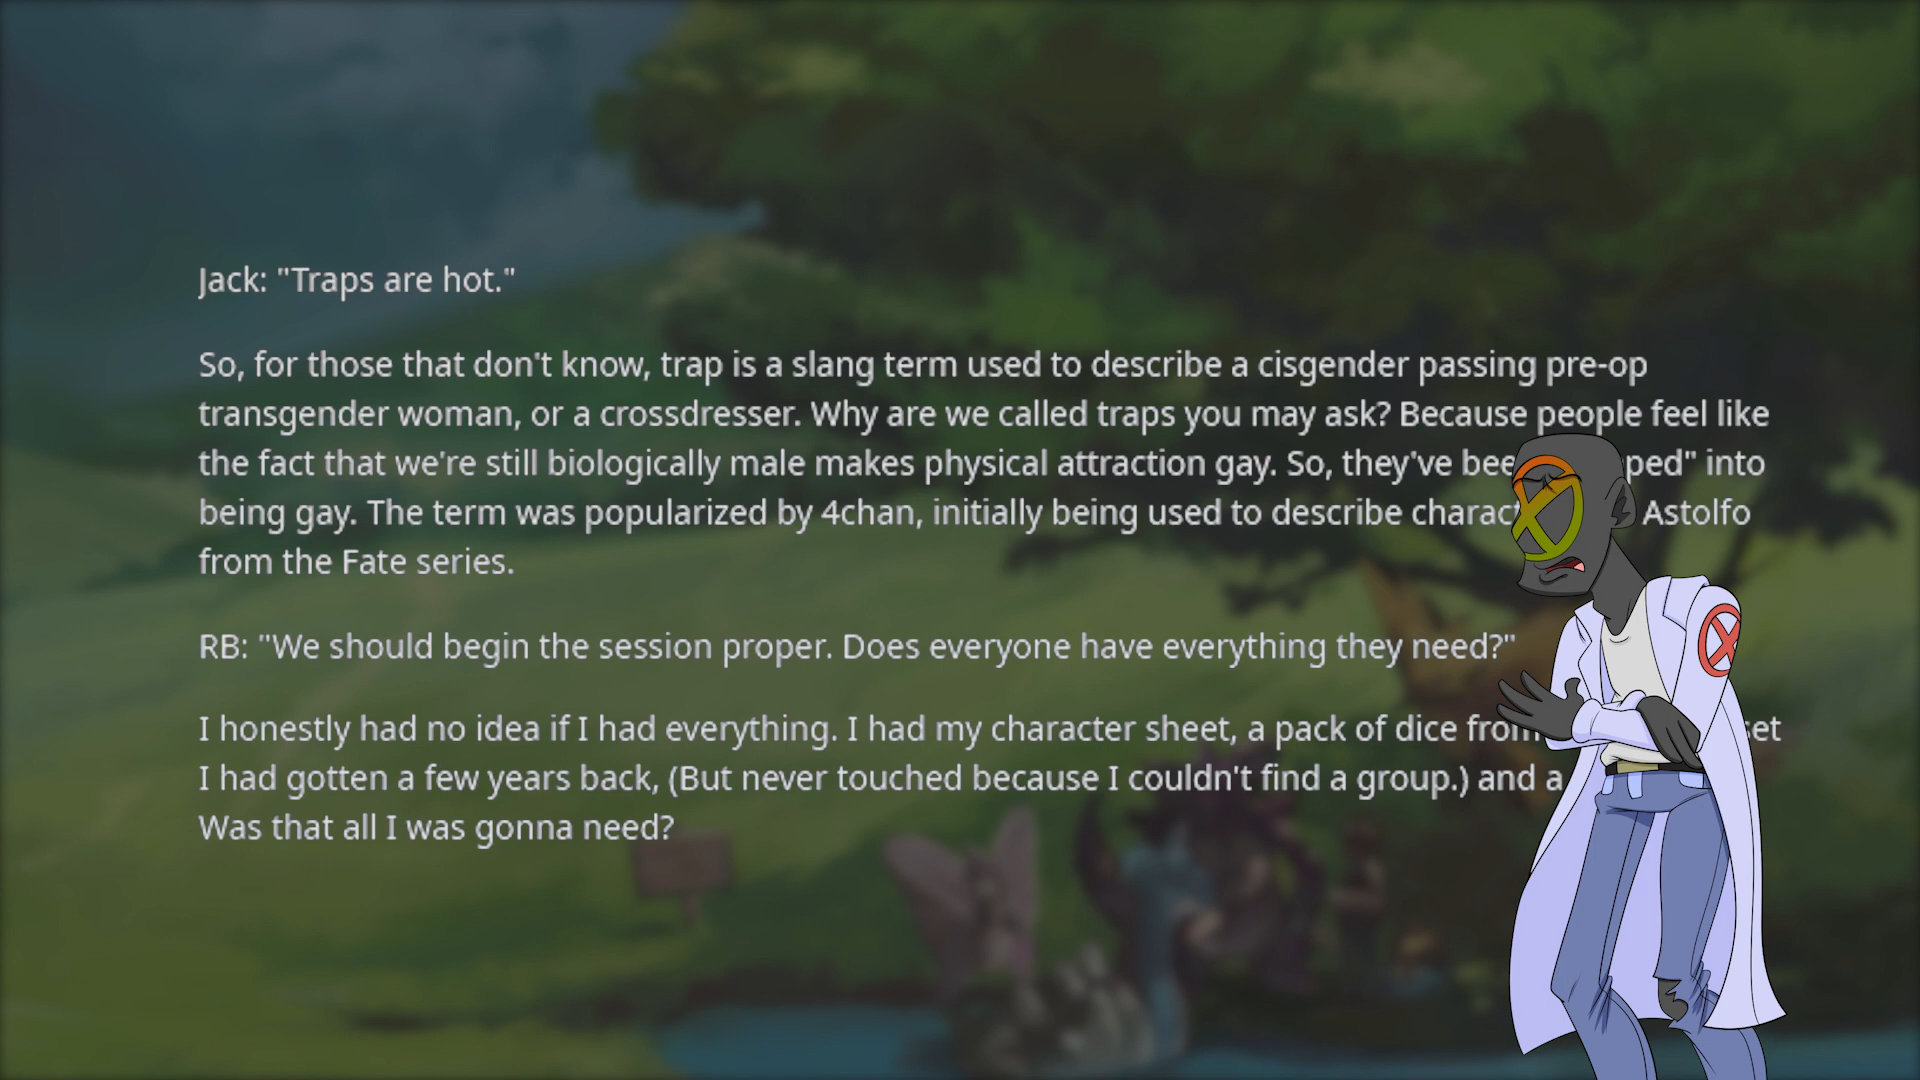 Jack: "Traps are hot."
So, for those that don't know, trap is a slang term used to describe a cisgender passing pre-op
transgender woman, or a crossdresser. Why are we called traps you may ask? Because people feel like
the fact that we're still biologically male makes physical attraction gay. So, they've bee ped" into
being gay. The term was popularized by 4chan, initially being used to describe charact Astolfo
from the Fate series.
RB: "We should begin the session proper. Does everyone have everything they need?"
I honestly had no idea if I had everything. I had my character sheet, a pack of dice from et
I had gotten a few years back, (But never touched because I couldn't find a group.) and a
Was that all I was gonna need?